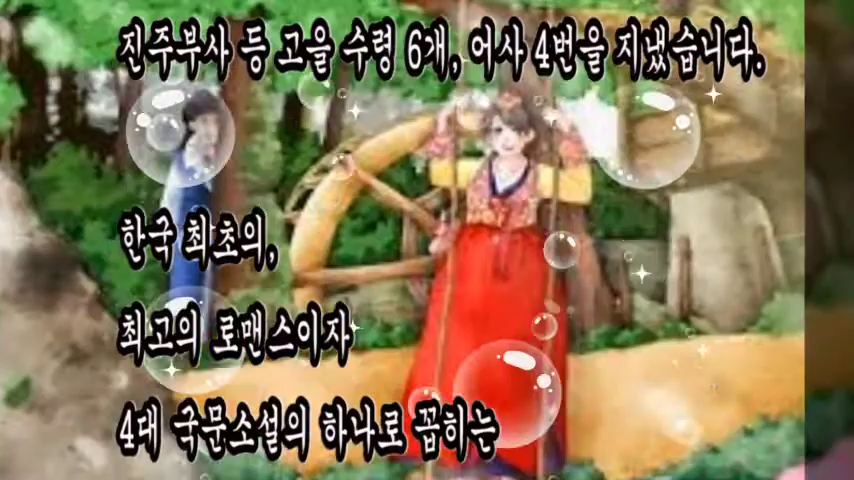 진주부사 등 고을 수령 6개, 어사 4번을 지냈습니다.
한국 최초의,
최고의 로맨스이자
4대 국문소설의 하나로 꼽히는